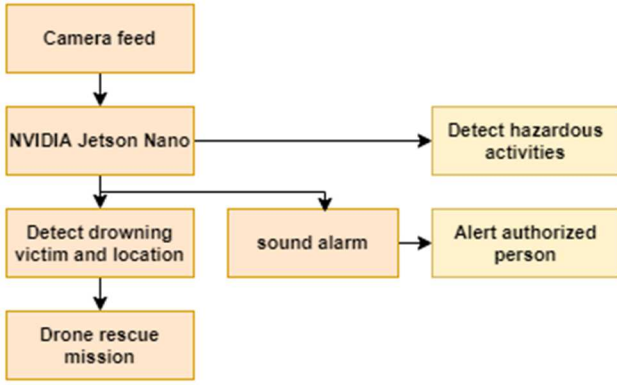 Camera feed
NVIDIA Jetson Nano
Detect hazardous
activities
Detect drowning
victim and location
sound alarm
Alert authorized
person
Drone rescue
mission